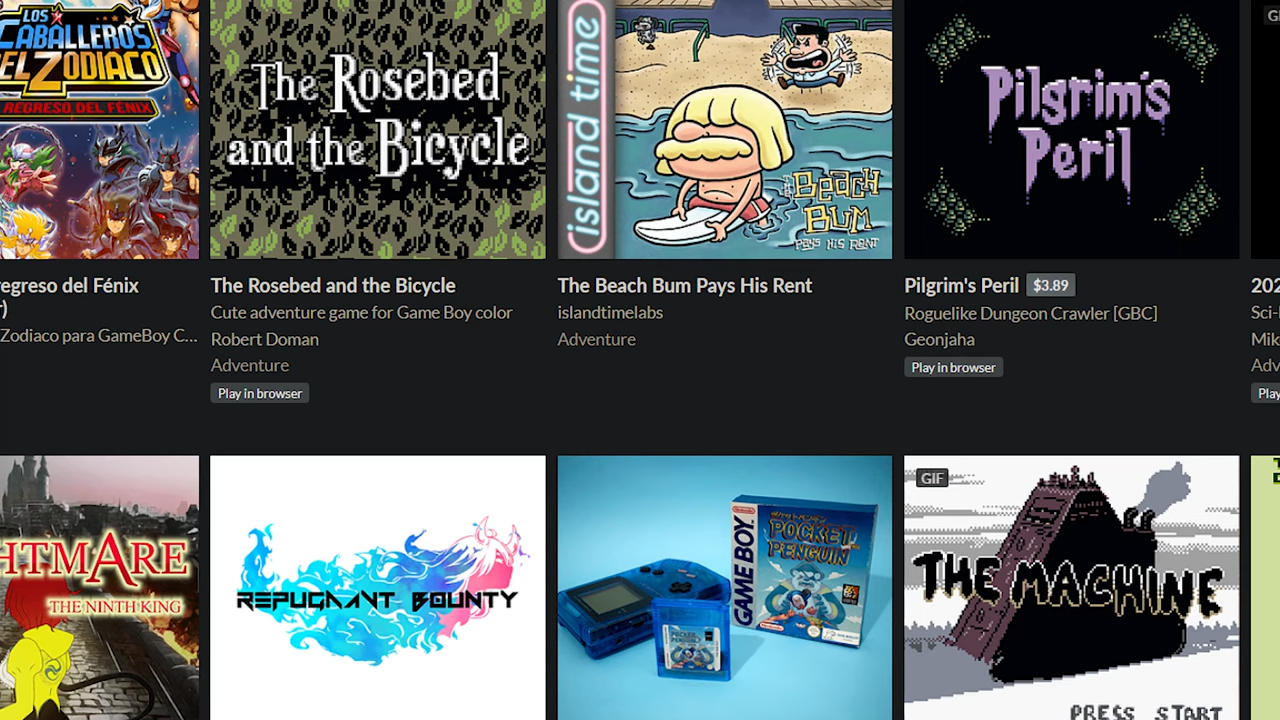 LOS
CABALLEROS
DEL ZODIACO
REGRESO DEL FÉNIX
The Rosebed
and the Bicycle
island time
THE
BEACH
BUM
PAYS HIS RENT
Pilgrim's
Peril
regreso del Fénix
Zodiaco para GameBoy C...
The Rosebed and the Bicycle
Cute adventure game for Game Boy color
Robert Doman
Adventure
Play in browser
The Beach Bum Pays His Rent
islandtimelabs
Adventure
Pilgrim's Peril $3.89
Roguelike Dungeon Crawler [GBC]
Geonjaha
Play in browser
202
Sci-
Mik
Adv
Play
HTMARE
THE NINTH KING
REPUGNANT BOUNTY
GAME BOY
POCKET
PENGUIN
POCKET
PENGUIN
GIF
THE MACHINE
PRESS START